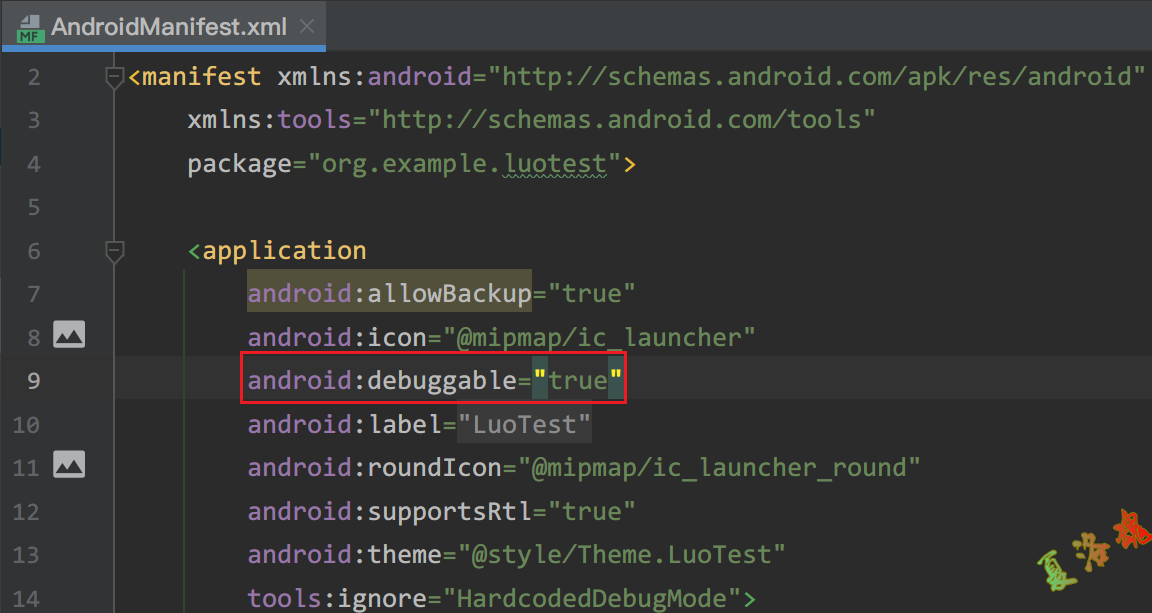 MF AndroidManifest.xml
2 <manifest xmlns:android="http://schemas.android.com/apk/res/android"
3 xmlns:tools="http://schemas.android.com/tools"
4 package="org.example.luotest">
5
6 <application
7 android:allowBackup="true"
8 android:icon="@mipmap/ic_launcher"
9 android:debuggable="true"
10 android:label="LuoTest"
11 android:roundIcon="@mipmap/ic_launcher_round"
12 android:supportsRtl="true"
13 android:theme="@style/Theme.LuoTest"
14 tools:ignore="HardcodedDebugMode">
夏洛